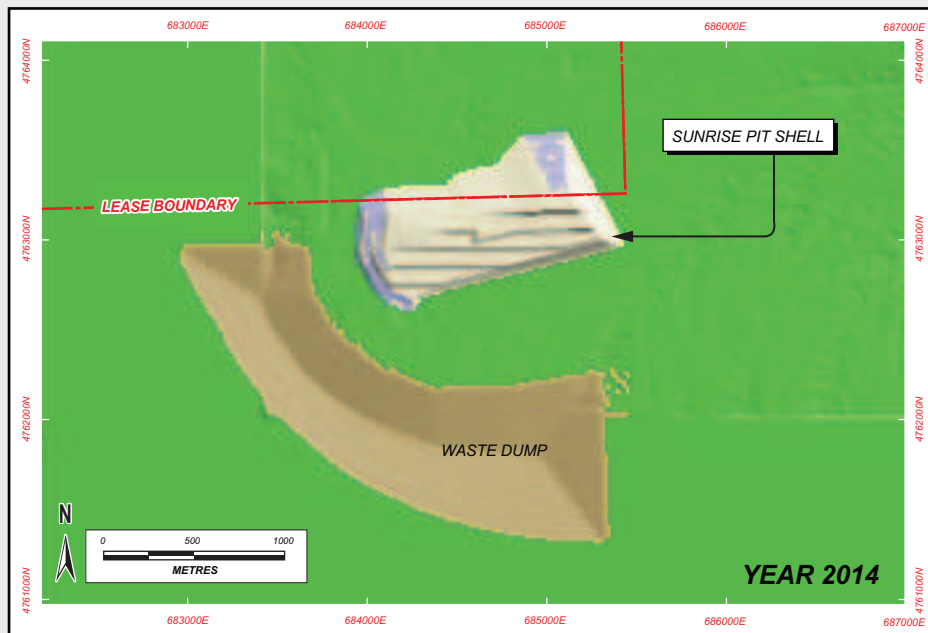 683000E 684000E 685000E 686000E 687000E
4764000N 4764000N
SUNRISE PIT SHELL
LEASE BOUNDARY
4763000N 4763000N
4762000N 4762000N
WASTE DUMP
N
0 500 1000
METRES
YEAR 2014
4761000N 4761000N
683000E 684000E 685000E 686000E 687000E